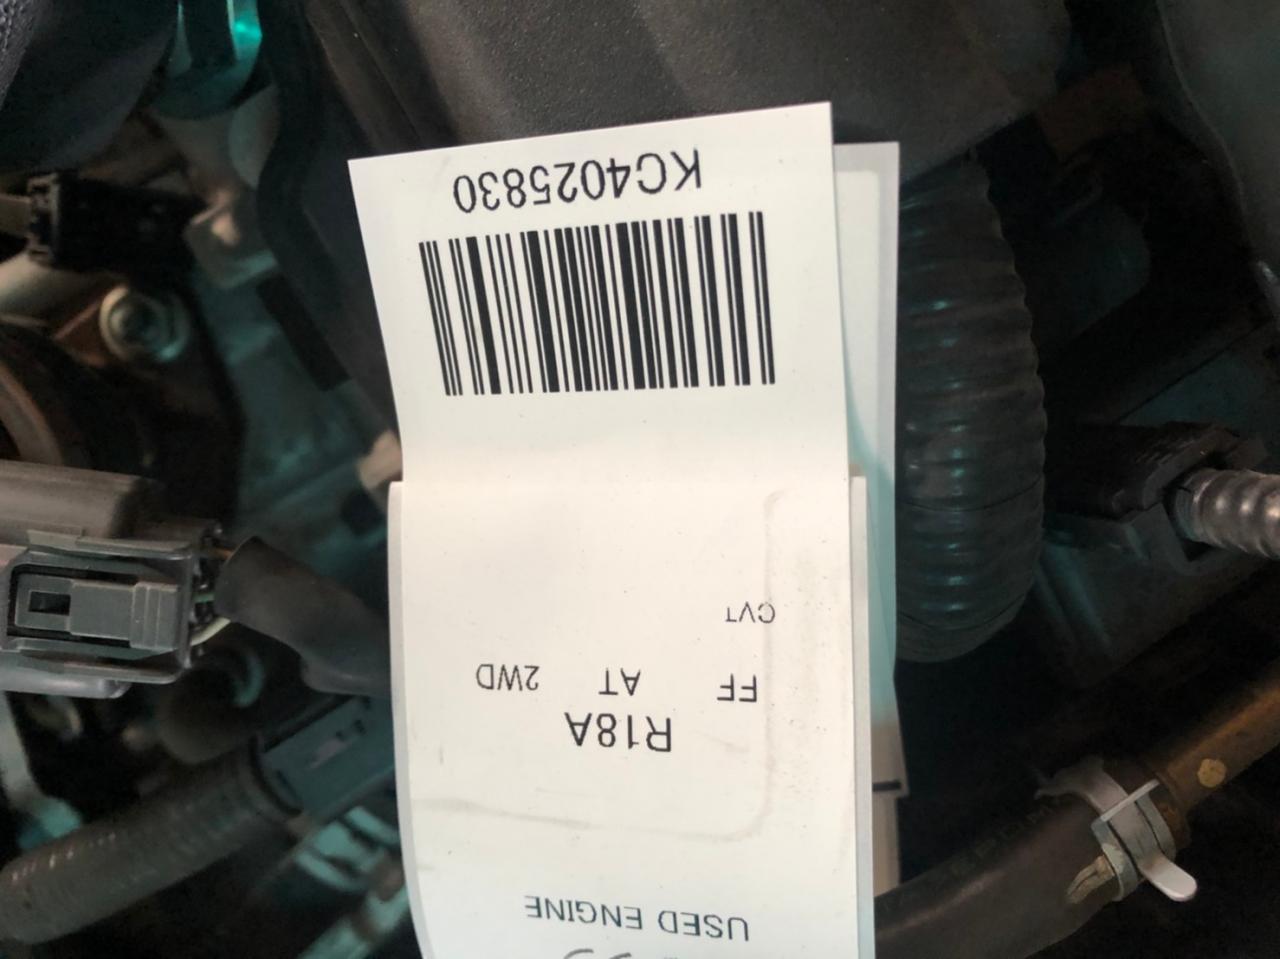 USED ENGINE
R18A
FF AT 2WD
CVT
KC4025830